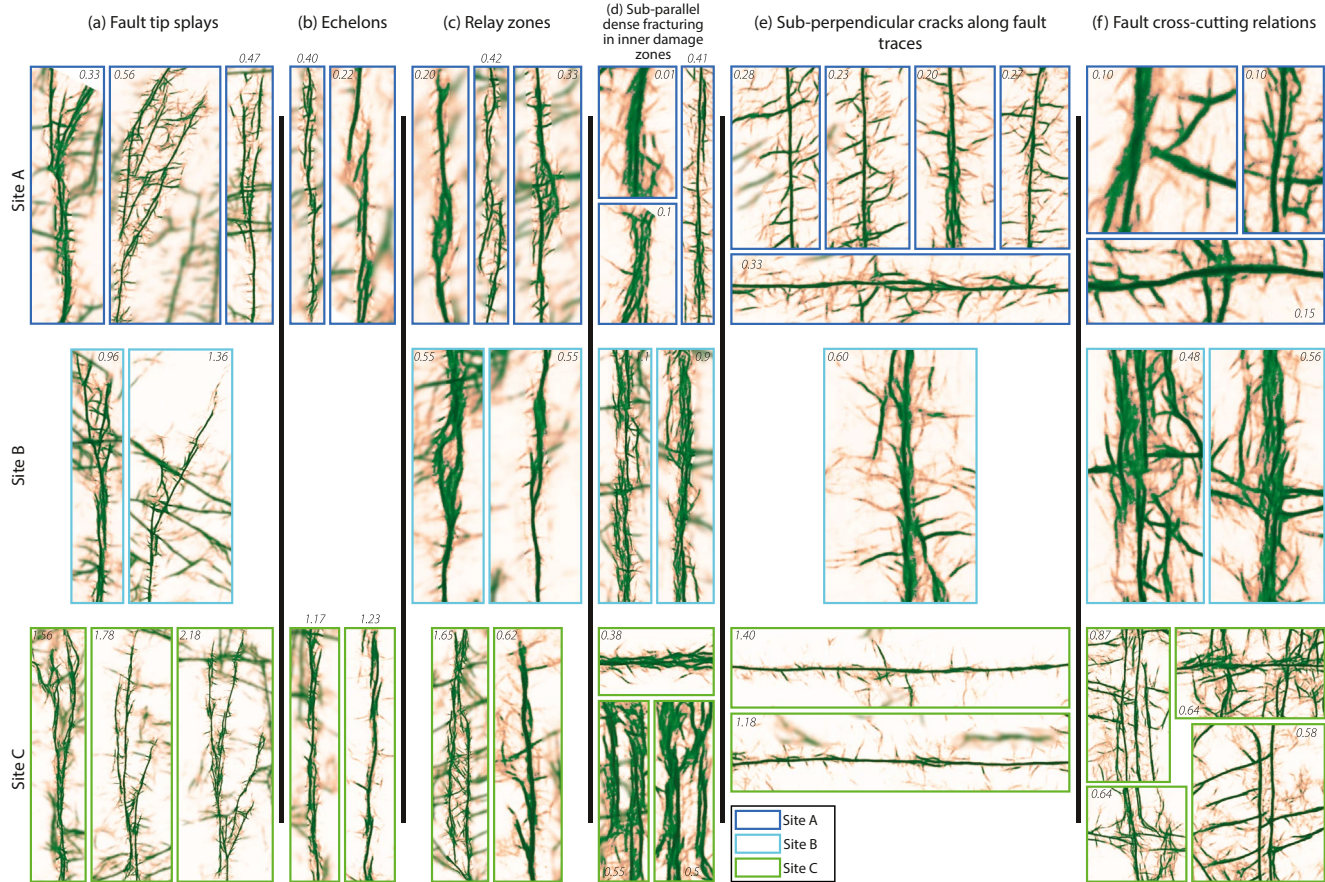 (a) Fault tip splays
(b) Echelons
(c) Relay zones
(d) Sub-parallel
dense fracturing
in inner damage
zones
(e) Sub-perpendicular cracks along fault
traces
(f) Fault cross-cutting relations
Site A
0.33
0.56
0.47
0.40
0.22
0.20
0.42
0.33
0.01
0.41
0.1
0.28
0.23
0.20
0.27
0.33
0.10
0.10
0.15
Site B
0.96
1.36
0.55
0.55
0.9
0.60
0.48
0.56
Site C
1.56
1.78
2.18
1.17
1.23
1.65
0.62
0.38
0.55
0.5
1.40
1.18
0.87
0.64
0.64
0.58
Site A
Site B
Site C